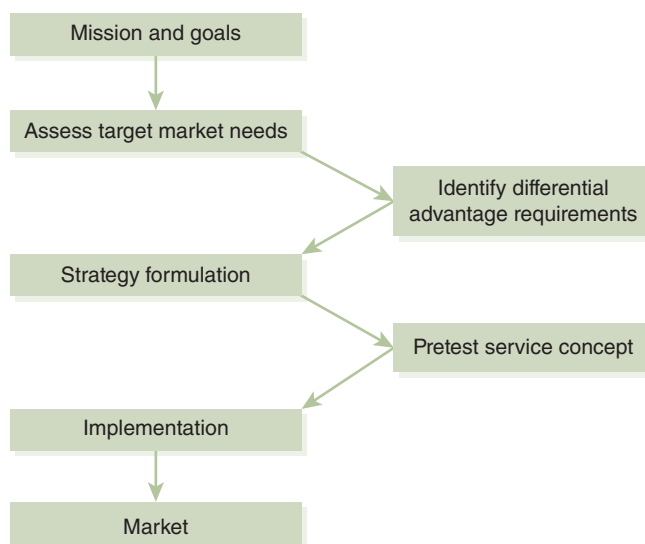 Mission and goals
Assess target market needs
Identify differential
advantage requirements
Strategy formulation
Pretest service concept
Implementation
Market